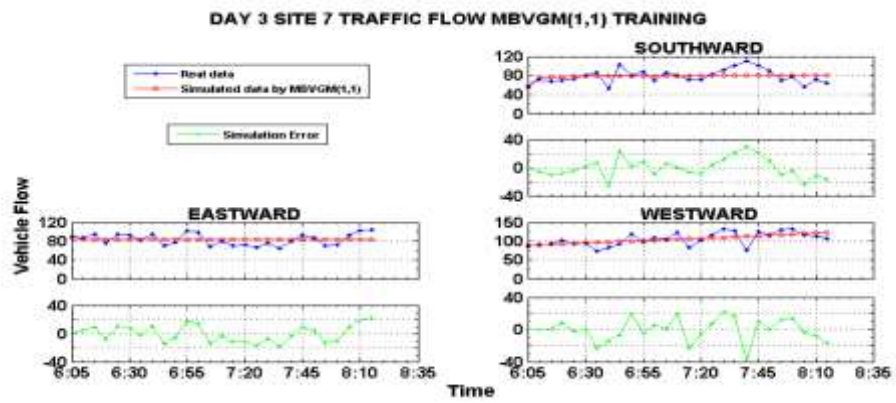 DAY 3 SITE 7 TRAFFIC FLOW MBVGM(1,1) TRAINING
Real data
Simulated data by MBVGM(1,1)
Simulation Error
SOUTHWARD
120
80
40
0
40
0
-40
Vehicle Flow
EASTWARD
120
80
40
0
40
0
-40
6:05 6:30 6:55 7:20 7:45 8:10 8:35
WESTWARD
150
100
50
0
40
0
-40
6:05 6:30 6:55 7:20 7:45 8:10 8:35
Time